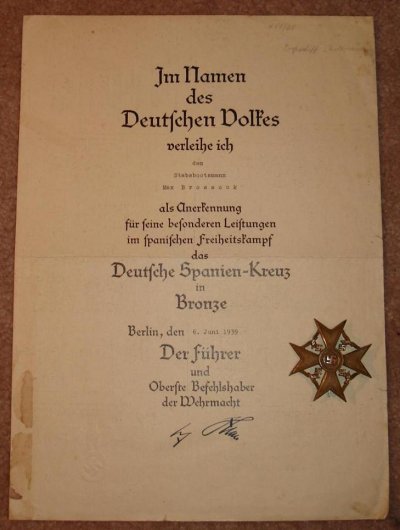 Im Namen
des
Deutschen Volkes
verleihe ich
dem
Stabsbootsmann
Max
als Anerkennung
für seine besonderen Leistungen
im spanischen Freiheitskampf
das
Deutsche Spanien-Kreuz
in
Bronze
Berlin, den 6. Juni 1939
Der Führer
und
Oberste Befehlshaber
der Wehrmacht